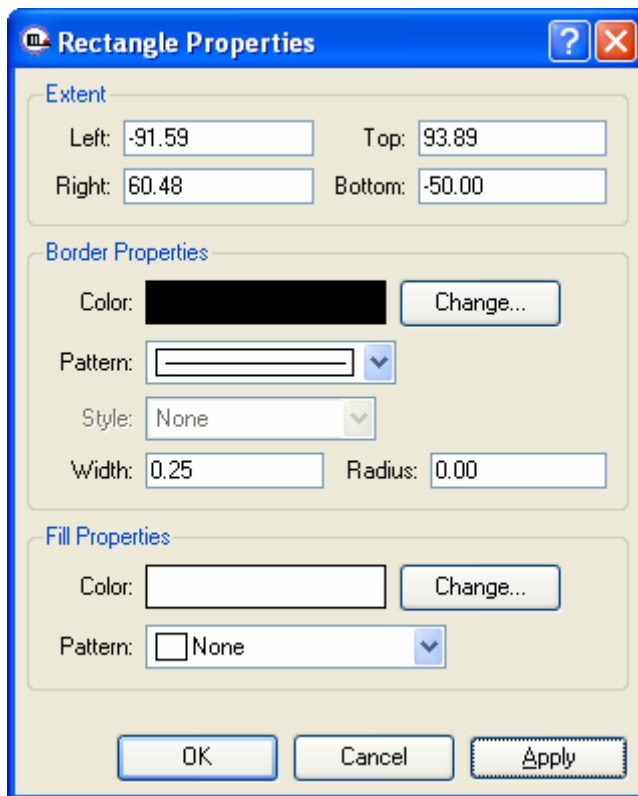 Rectangle Properties
Extent
Left: -91.59 Top: 93.89
Right: 60.48 Bottom: -50.00
Border Properties
Color: Change...
Pattern:
Style: None
Width: 0.25 Radius: 0.00
Fill Properties
Color: Change...
Pattern: None
OK Cancel Apply